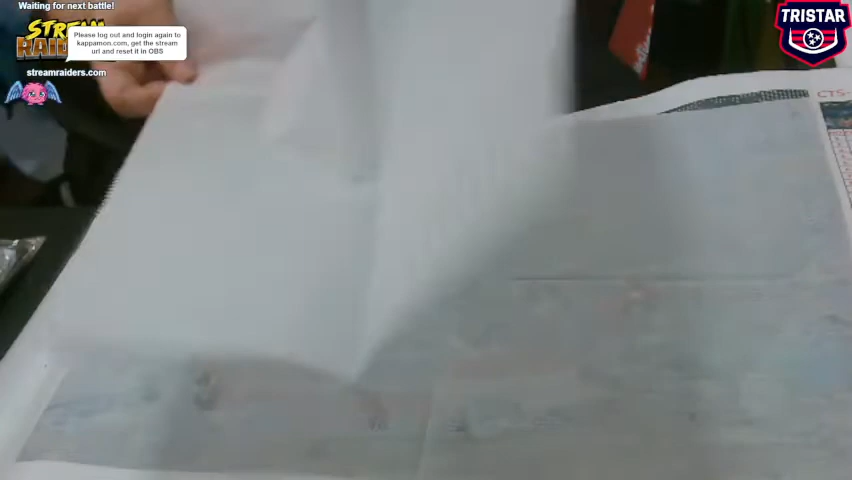 Waiting for next battle!
STREAM
RAID
Please log out and login again to
kappamon.com, get the stream
url and reset it in OBS
streamraiders.com
TRISTAR
CTS-